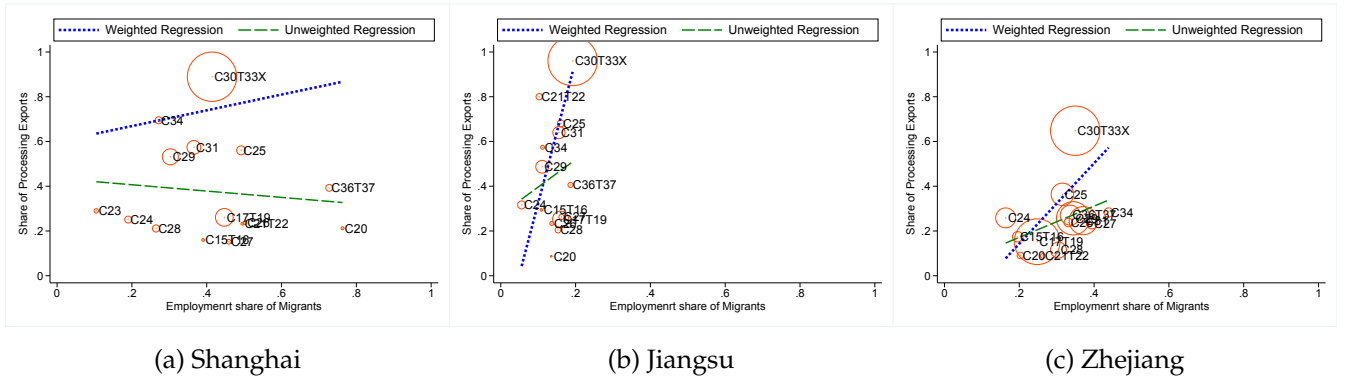 Weighted Regression Unweighted Regression
Share of Processing Exports
1
.8
.6
.4
.2
0
C30T33X
C34
C31
C29
C25
C36T37
C23
C24
C28
C17T19
C21T22
C20
C15T16
C27
0 .2 .4 .6 .8 1
Employmenrt share of Migrants
(a) Shanghai
Weighted Regression Unweighted Regression
Share of Processing Exports
1
.8
.6
.4
.2
0
C30T33X
C21T22
C25
C31
C34
C29
C36T37
C24
C15T16
C27
C17T19
C28
C20
0 .2 .4 .6 .8 1
Employmenrt share of Migrants
(b) Jiangsu
Weighted Regression Unweighted Regression
Share of Processing Exports
1
.8
.6
.4
.2
0
C30T33X
C25
C24
C36T37
C34
C27
C15T16
C17T19
C28
C20
C21T22
0 .2 .4 .6 .8 1
Employmenrt share of Migrants
(c) Zhejiang